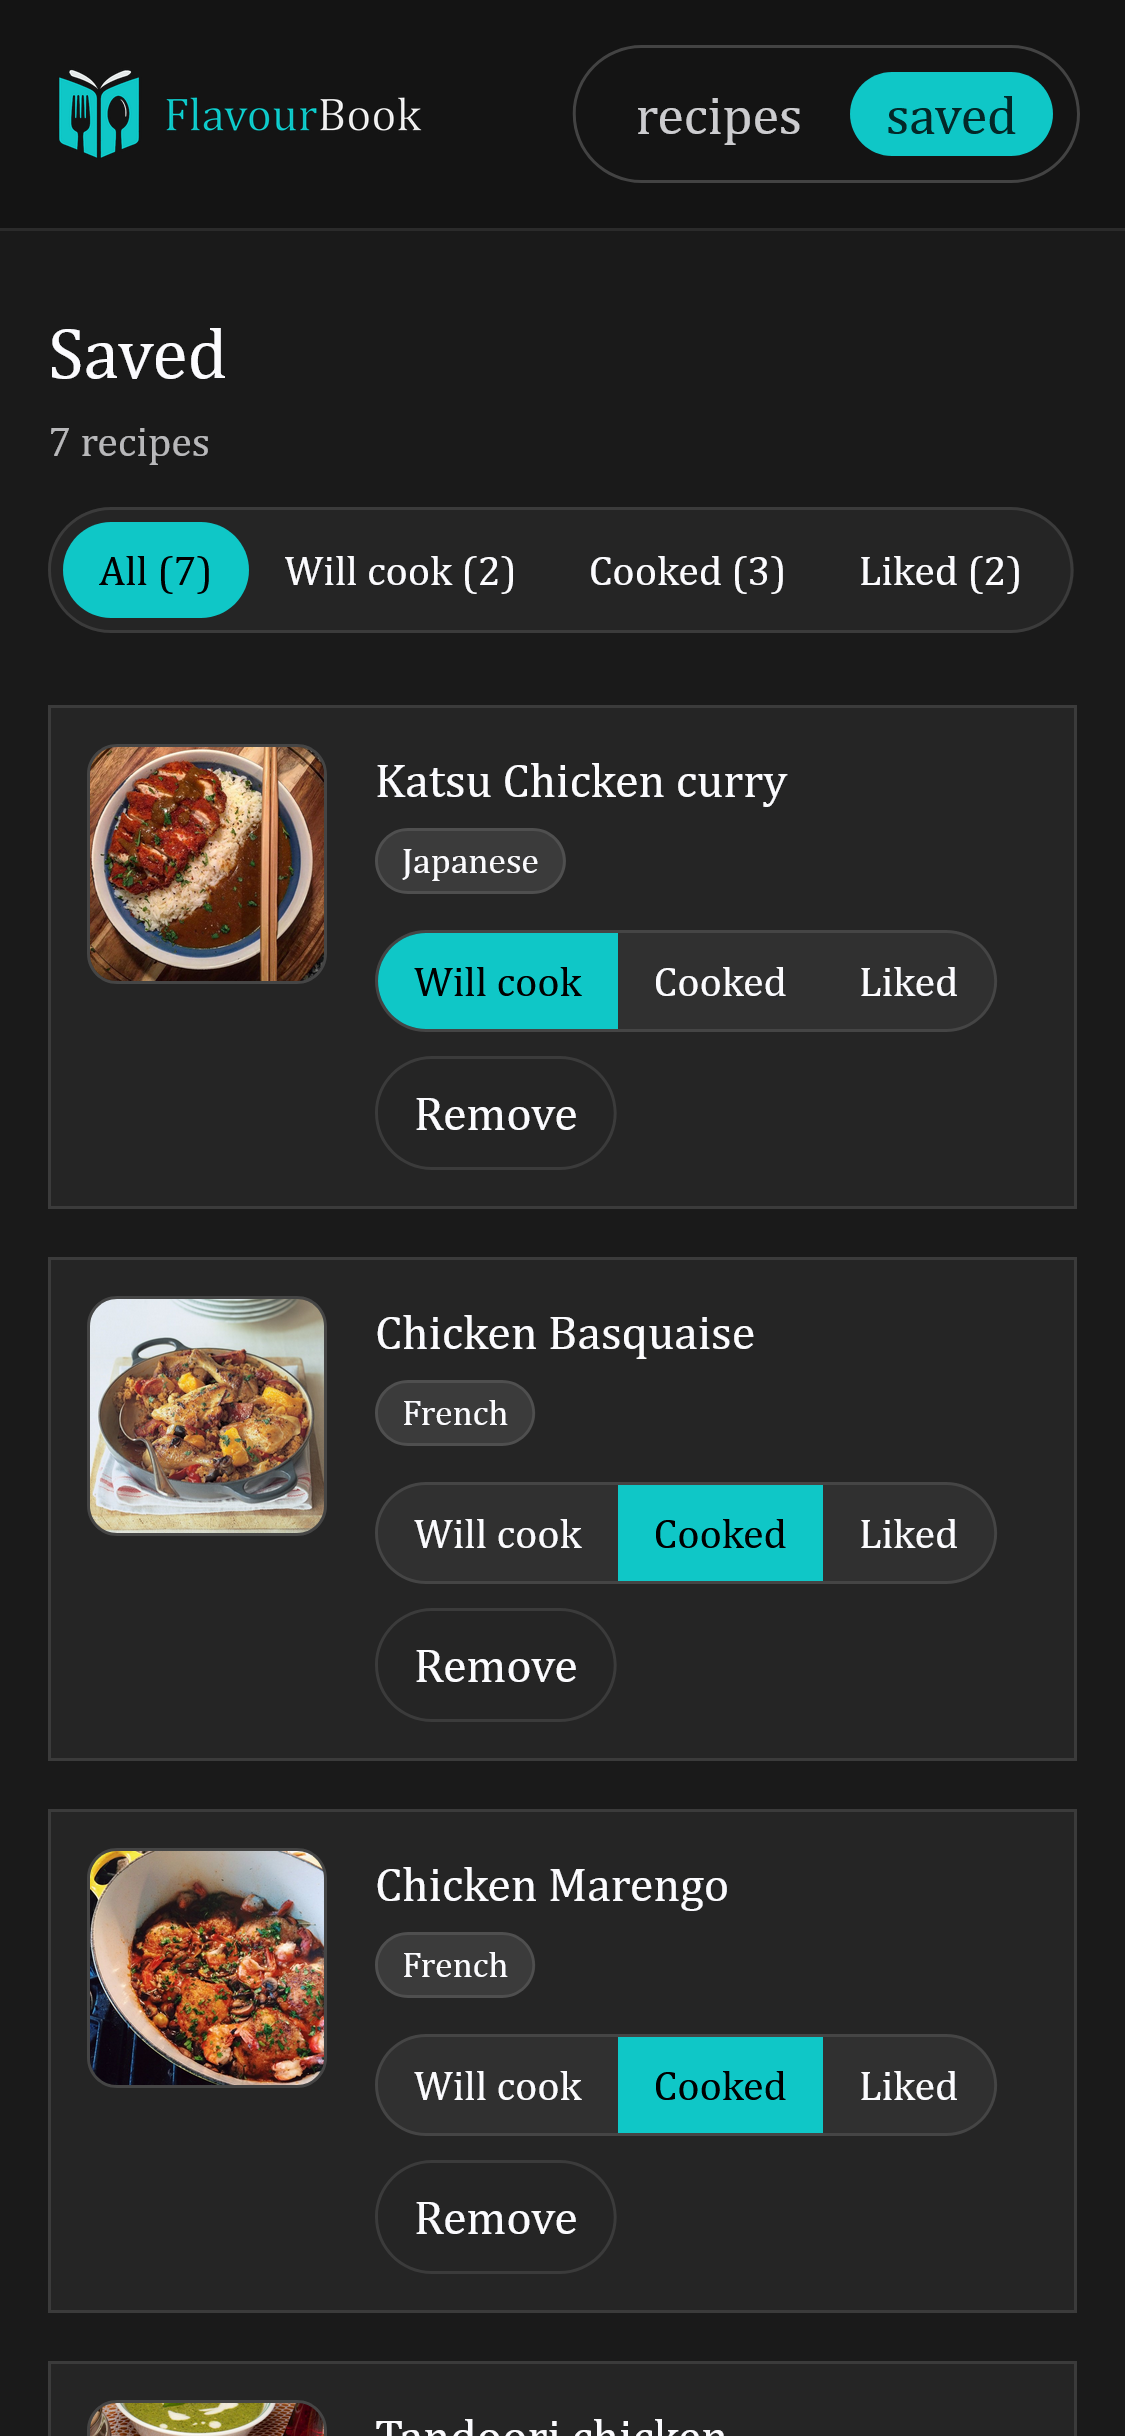 FlavourBook
recipes saved
Saved
7 recipes
All (7) Will cook (2) Cooked (3) Liked (2)
Katsu Chicken curry
Japanese
Will cook Cooked Liked
Remove
Chicken Basquaise
French
Will cook Cooked Liked
Remove
Chicken Marengo
French
Will cook Cooked Liked
Remove
Tandoori chicken